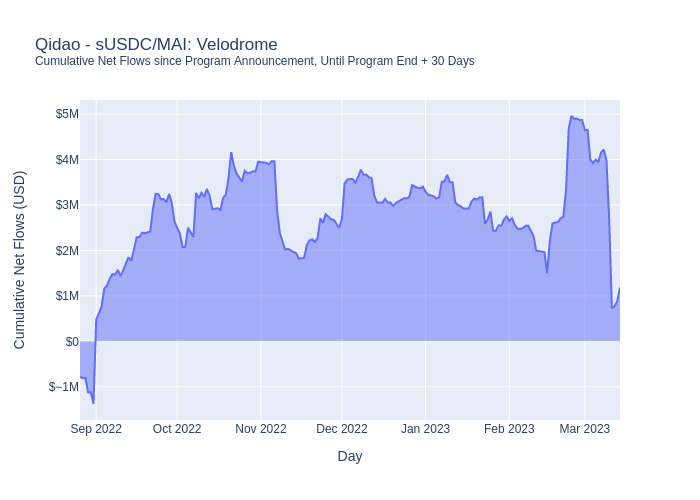 Qidao - sUSDC/MAI: Velodrome
Cumulative Net Flows since Program Announcement, Until Program End + 30 Days
Cumulative Net Flows (USD)
$5M
$4M
$3M
$2M
$1M
$0
$−1M
Sep 2022 Oct 2022 Nov 2022 Dec 2022 Jan 2023 Feb 2023 Mar 2023
Day